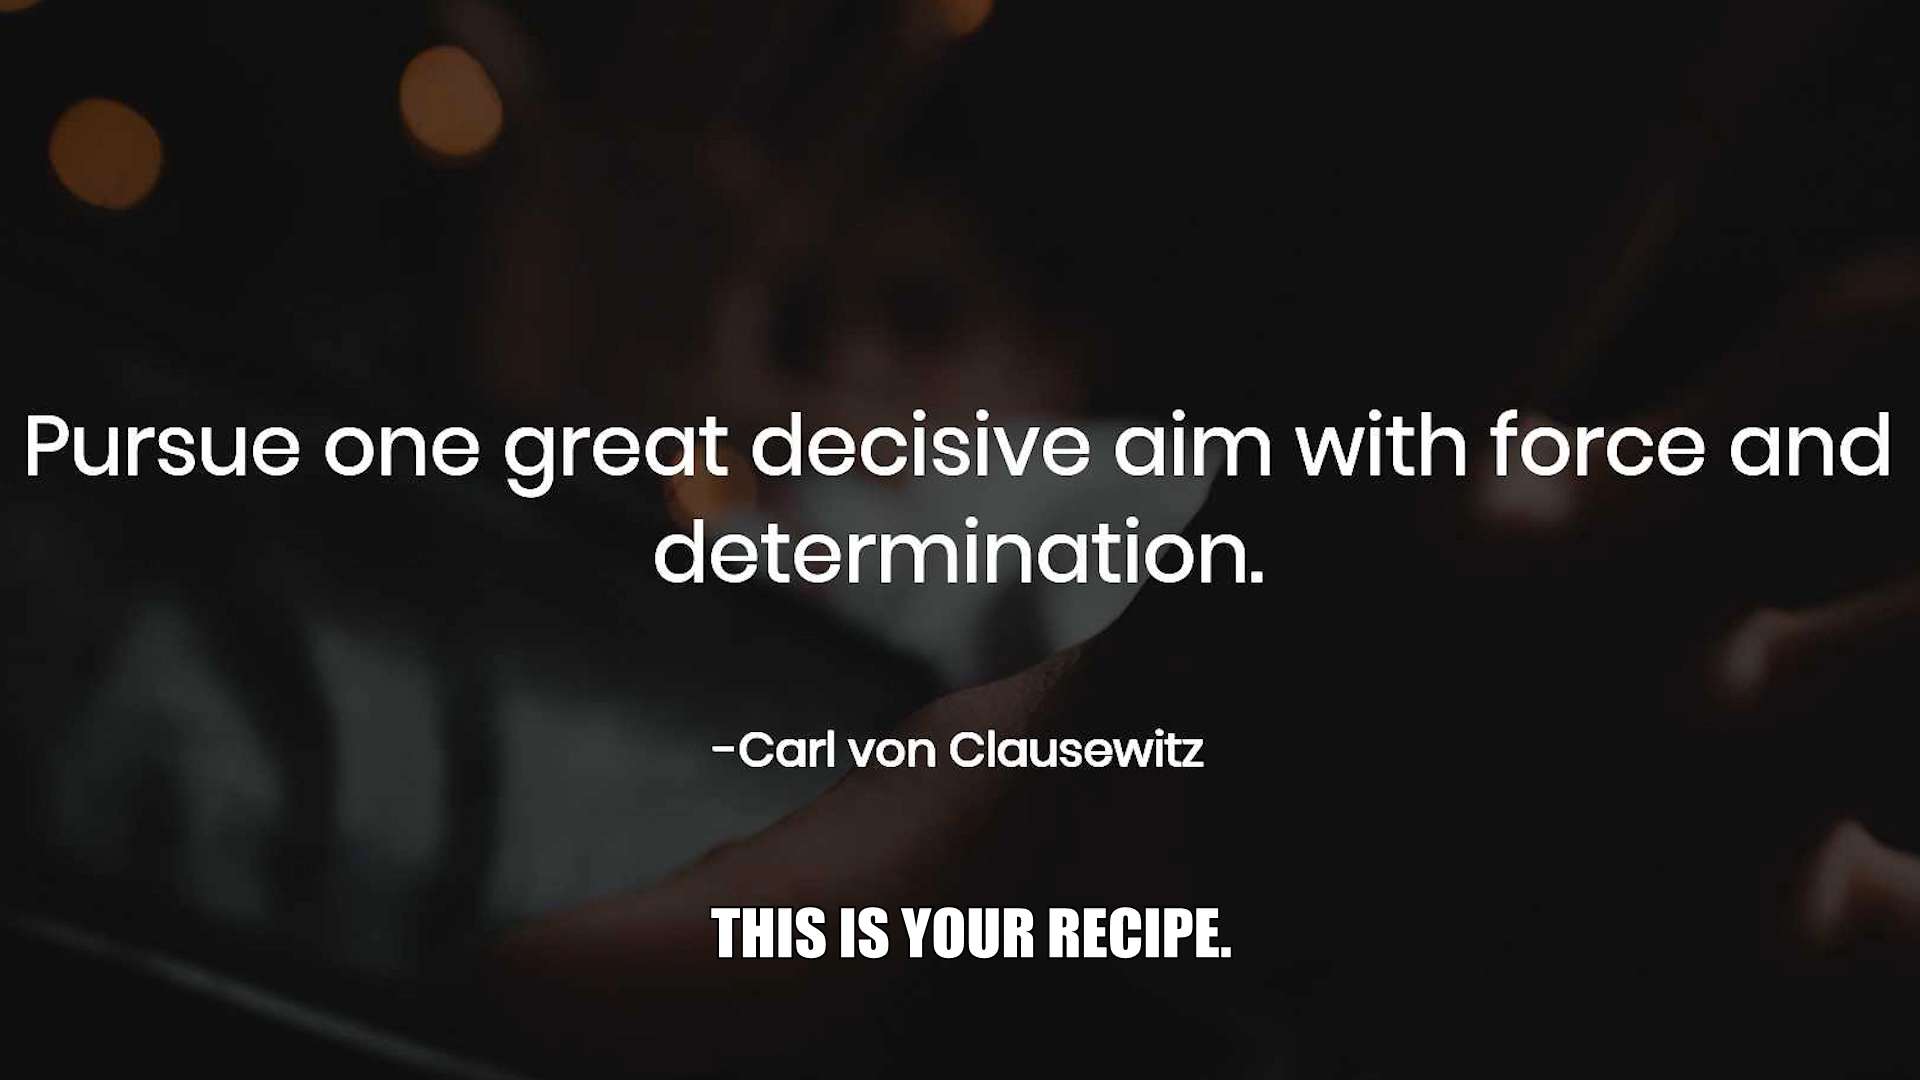 Pursue one great decisive aim with force and
determination.
-Carl von Clausewitz
THIS IS YOUR RECIPE.